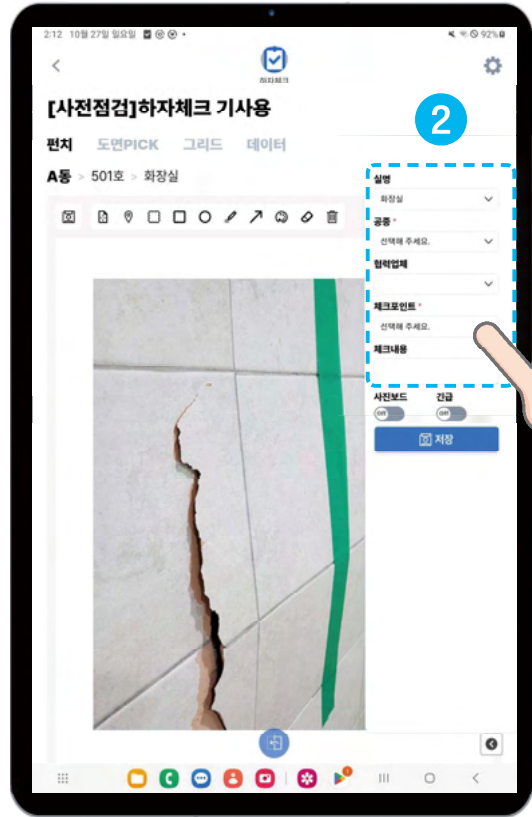 2:12 10월 27일 일요일
92%
하자체크
[사전점검]하자체크 기사용
2
펀치 도면PICK 그리드 데이터
A동 > 501호 > 화장실
실명
화장실
공종 *
선택해 주세요.
협력업체
체크포인트 *
선택해 주세요.
체크내용
사진보드 긴급
Off Off
저장